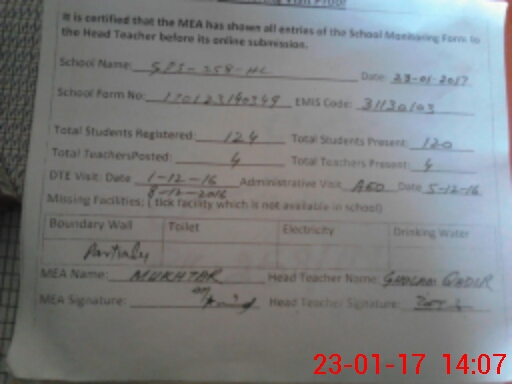 Visit Proof
It is certified that the MEA has shown all entries of the School Monitoring Form to
the Head Teacher before its online submission.
School Name: GPS-258-HL Date: 23-01-2017
School Form No: 170123140349 EMIS Code: 31130103
Total Students Registered: 124 Total Students Present: 120
Total TeachersPosted: 4 Total Teachers Present: 4
DTE Visit: Date 1-12-16 Administrative Visit AEO Date 5-12-16
8-12-2016
Missing Facilities: ( tick facility which is not available in school)
Boundary Wall Toilet Electricity Drinking Water
Partially
MEA Name: MUKHTAR Head Teacher Name: GHULAM QADIR
MEA Signature: Head Teacher Signature:
23-01-17 14:07